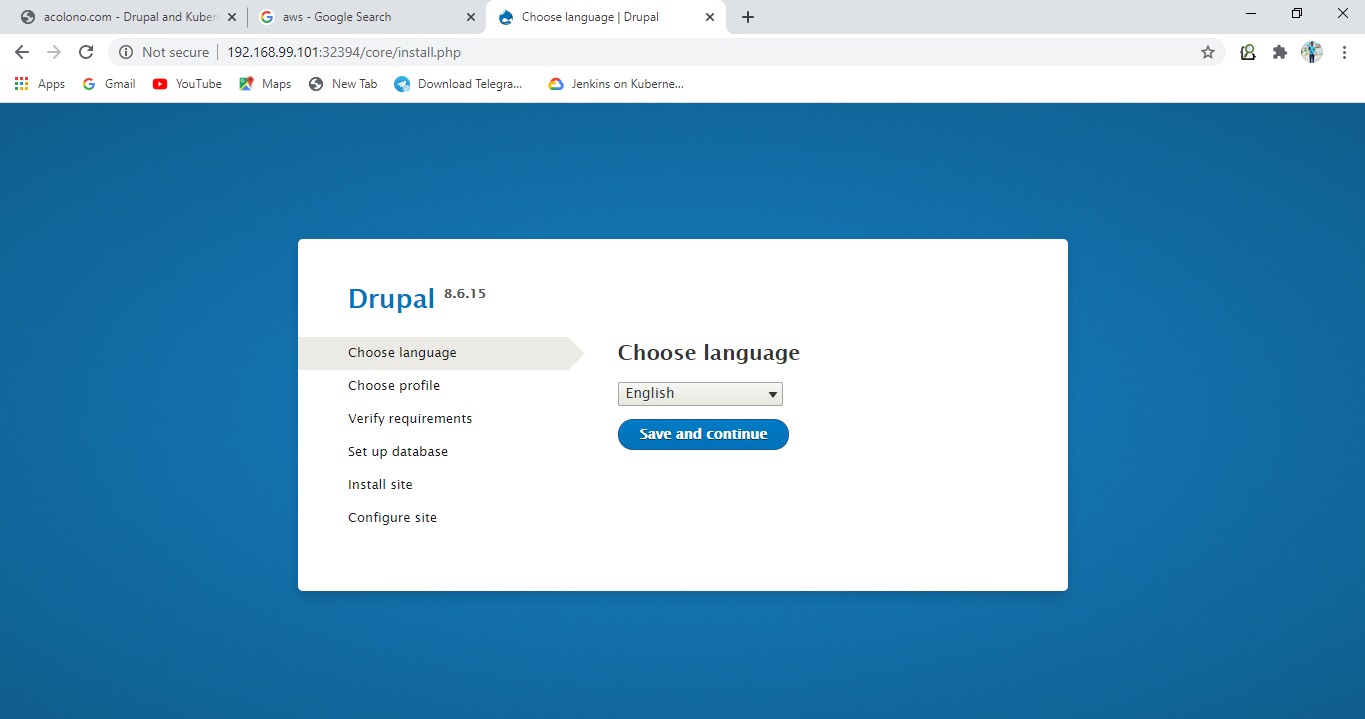 acolono.com - Drupal and Kuber
aws - Google Search
Choose language | Drupal
Not secure
192.168.99.101:32394/core/install.php
Apps
Gmail
YouTube
Maps
New Tab
Download Telegra...
Jenkins on Kuberne...
Drupal 8.6.15
Choose language
Choose profile
Verify requirements
Set up database
Install site
Configure site
Choose language
English
Save and continue